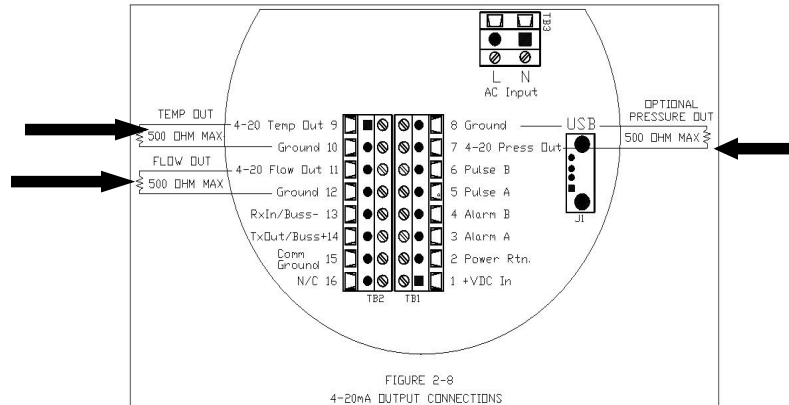 TB3
L N
AC Input
TEMP OUT
500 OHM MAX
FLOW OUT
500 OHM MAX
OPTIONAL
PRESSURE OUT
500 OHM MAX
USB
J1
4-20 Temp Out 9
Ground 10
4-20 Flow Out 11
Ground 12
RxIn/Buss- 13
TxOut/Buss+14
Comm
Ground 15
N/C 16
8 Ground
7 4-20 Press Out
6 Pulse B
5 Pulse A
4 Alarm B
3 Alarm A
2 Power Rtn.
1 +VDC In
TB2 TB1
FIGURE 2-8
4-20mA OUTPUT CONNECTIONS